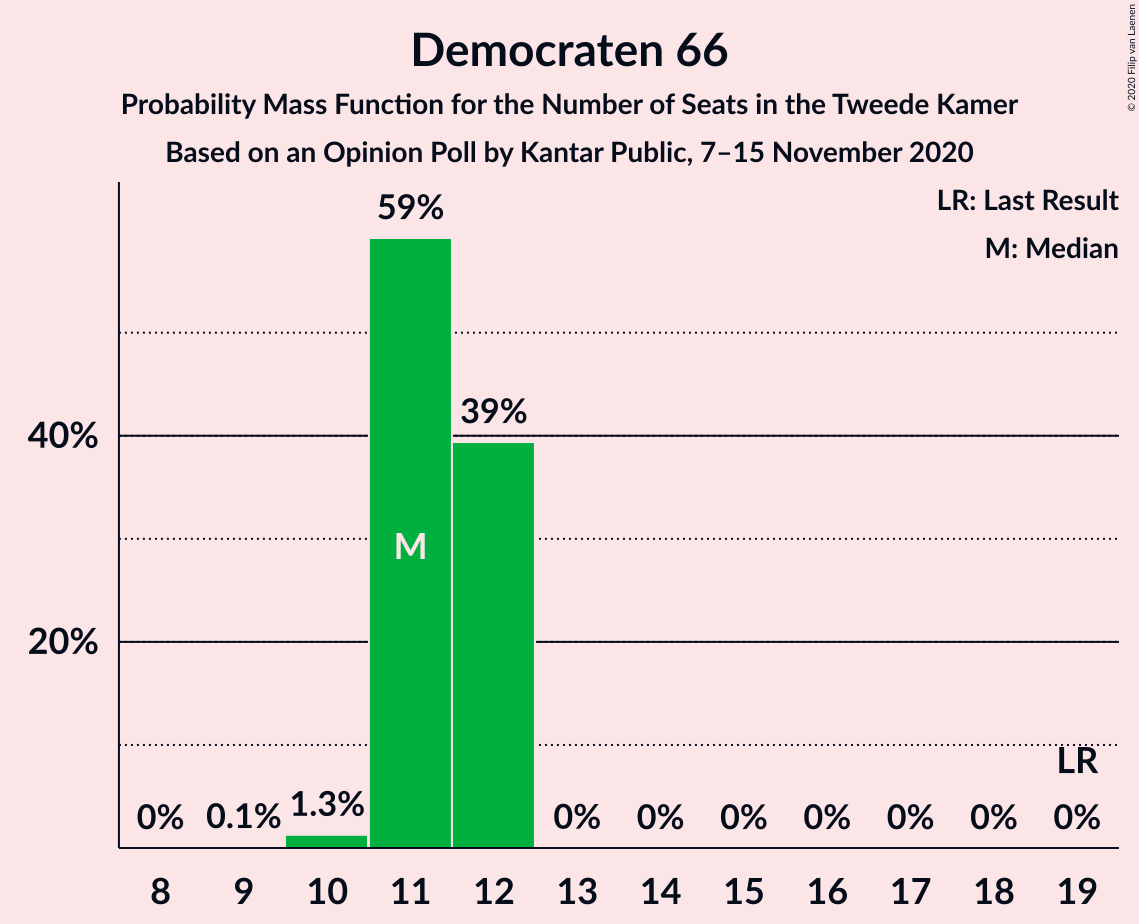 Democraten 66
Probability Mass Function for the Number of Seats in the Tweede Kamer
Based on an Opinion Poll by Kantar Public, 7–15 November 2020
© 2020 Filip van Laenen
LR: Last Result
M: Median
59%
39%
40%
M
20%
LR
0% 0.1% 1.3% 0% 0% 0% 0% 0% 0% 0%
8 9 10 11 12 13 14 15 16 17 18 19